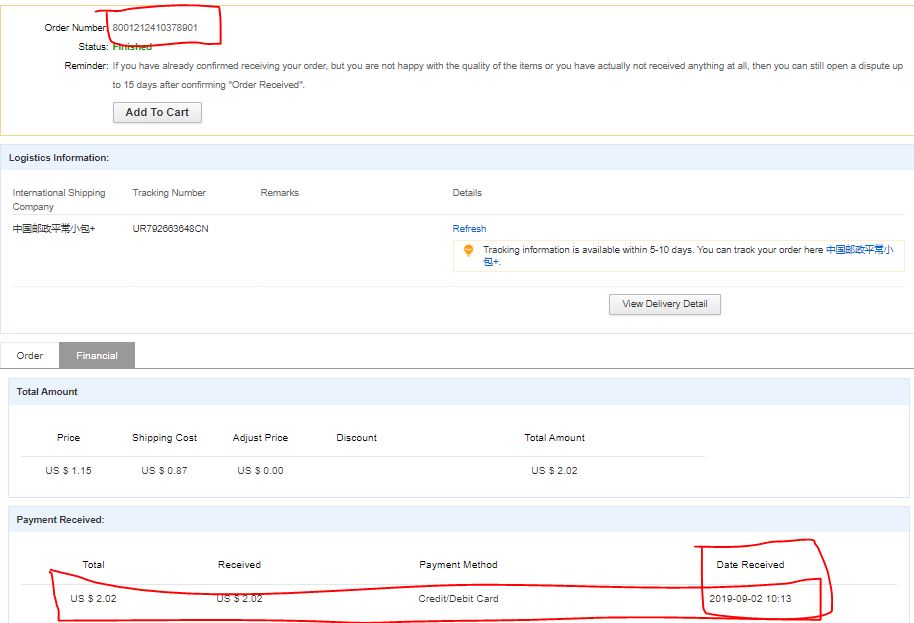 Order Number: 8001212410378901
Status: Finished
Reminder: If you have already confirmed receiving your order, but you are not happy with the quality of the items or you have actually not received anything at all, then you can still open a dispute up
to 15 days after confirming "Order Received".
Add To Cart
Logistics Information:
International Shipping Company Tracking Number Remarks Details
中国邮政平常小包+ UR792663648CN Refresh
Tracking information is available within 5-10 days. You can track your order here 中国邮政平常小
包+.
View Delivery Detail
Order Financial
Total Amount
Price Shipping Cost Adjust Price Discount Total Amount
US $ 1.15 US $ 0.87 US $ 0.00 US $ 2.02
Payment Received:
Total Received Payment Method Date Received
US $ 2.02 US $ 2.02 Credit/Debit Card 2019-09-02 10:13